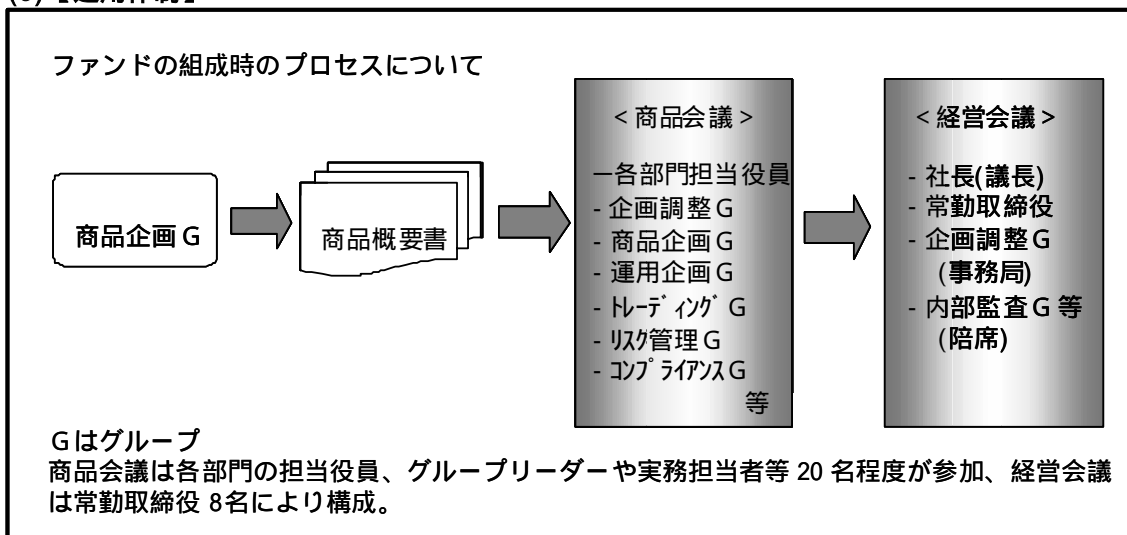 ファンドの組成時のプロセスについて
商品企画G
商品概要書
<商品会議>
―各部門担当役員
- 企画調整G
- 商品企画G
- 運用企画G
- ﾄﾚｰﾃﾞｨﾝｸﾞG
- ﾘｽｸ管理G
- ｺﾝﾌﾟﾗｲｱﾝｽG
等
<経営会議>
- 社長(議長)
- 常勤取締役
- 企画調整G
(事務局)
- 内部監査G等
(陪席)
Gはグループ
商品会議は各部門の担当役員、グループリーダーや実務担当者等 20 名程度が参加、経営会議
は常勤取締役 8名により構成。